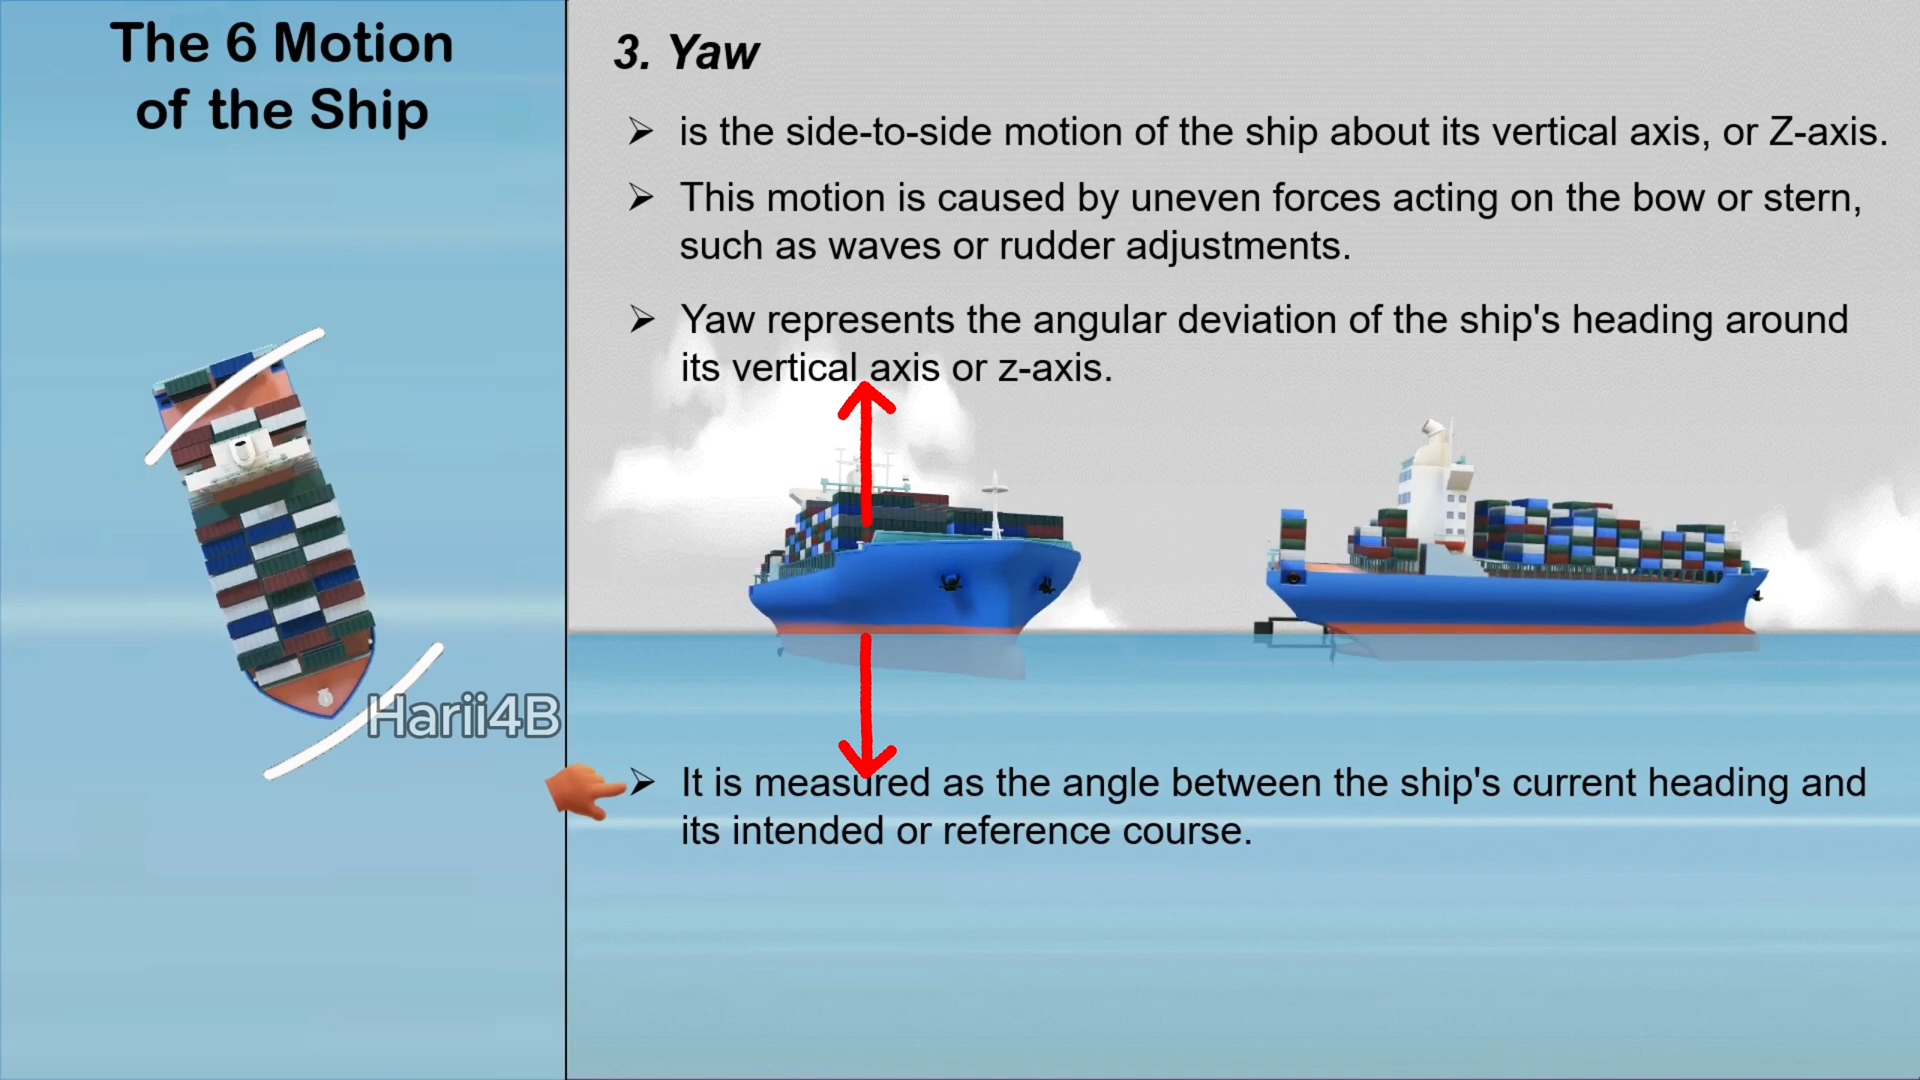 The 6 Motion
of the Ship
3. Yaw
➢ is the side-to-side motion of the ship about its vertical axis, or Z-axis.
➢ This motion is caused by uneven forces acting on the bow or stern,
such as waves or rudder adjustments.
➢ Yaw represents the angular deviation of the ship's heading around
its vertical axis or z-axis.
Harii4B
➢ It is measured as the angle between the ship's current heading and
its intended or reference course.